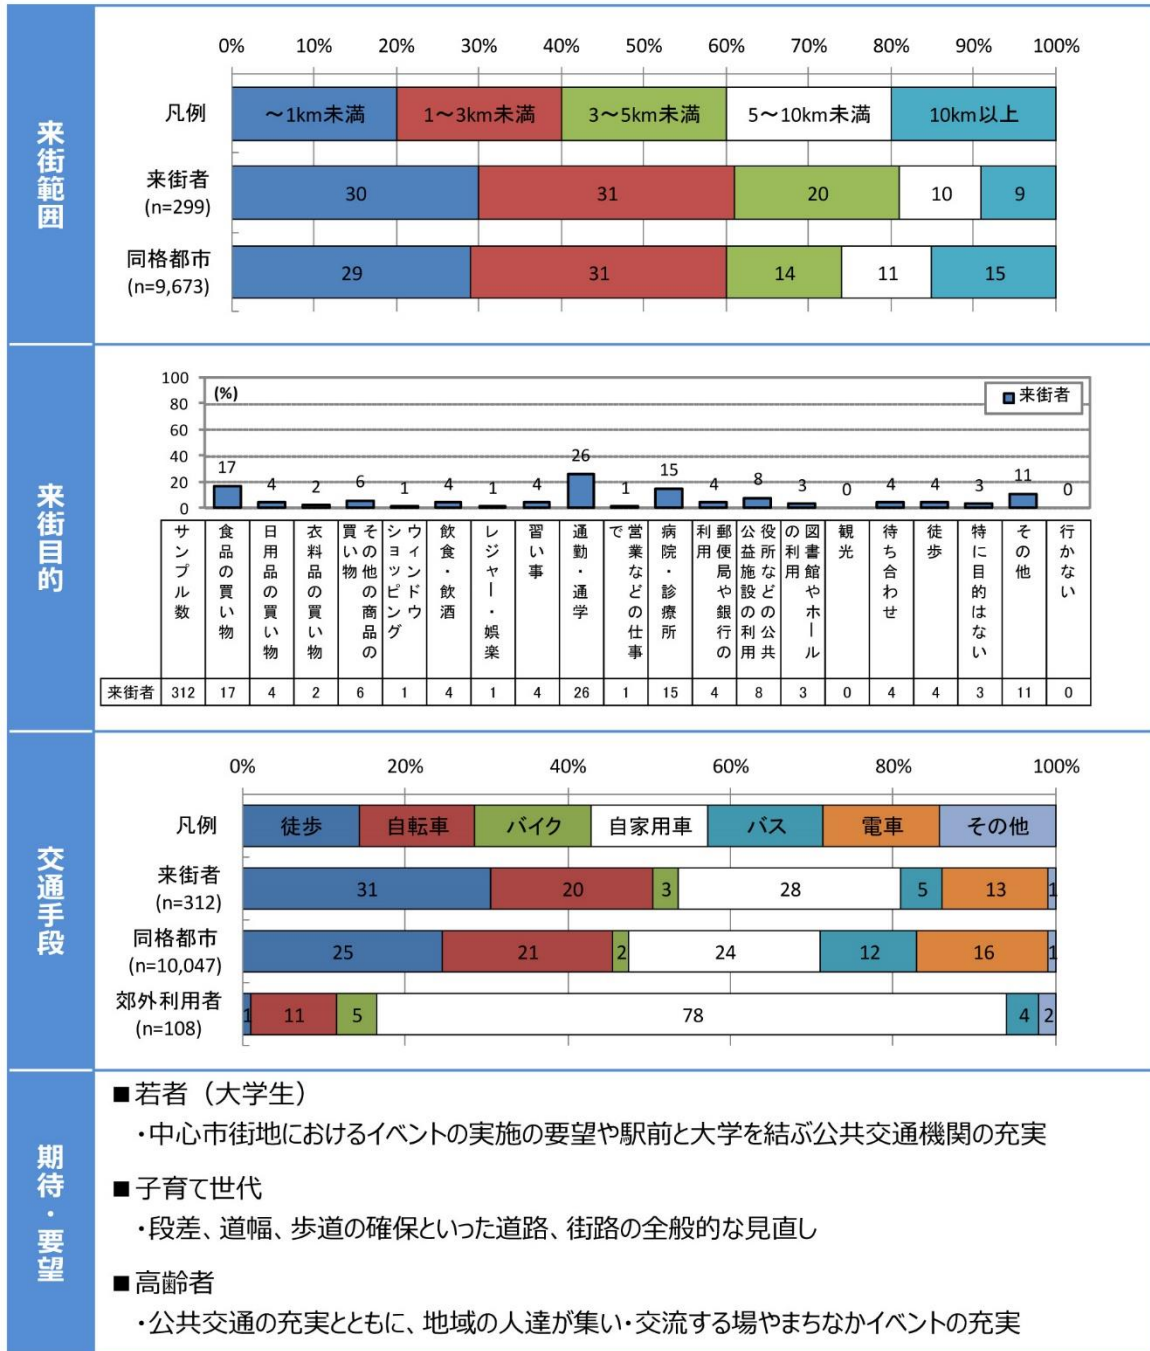 来街範囲
0% 10% 20% 30% 40% 50% 60% 70% 80% 90% 100%
凡例 ～1km未満 1～3km未満 3～5km未満 5～10km未満 10km以上
来街者
(n=299)
30 31 20 10 9
同格都市
(n=9,673)
29 31 14 11 15
来街目的
(%)
100
80
60
40
20
0
来街者
17 4 2 6 1 4 1 4 26 1 15 4 8 3 0 4 4 3 11 0
サンプル数
食品の買い物
日用品の買い物
衣料品の買い物
その他の商品の
買い物
ウィンドウ
ショッピング
飲食・飲酒
レジャー・娯楽
習い事
通勤・通学
営業などの仕事
で
病院・診療所
郵便局や銀行の
利用
役所などの公共
公益施設の利用
図書館やホール
の利用
観光
待ち合わせ
徒歩
特に目的はない
その他
行かない
来街者 312 17 4 2 6 1 4 1 4 26 1 15 4 8 3 0 4 4 3 11 0
交通手段
0% 20% 40% 60% 80% 100%
凡例 徒歩 自転車 バイク 自家用車 バス 電車 その他
来街者
(n=312)
31 20 3 28 5 13 1
同格都市
(n=10,047)
25 21 2 24 12 16 1
郊外利用者
(n=108)
1 11 5 78 4 2
期待・要望
■若者（大学生）
・中心市街地におけるイベントの実施の要望や駅前と大学を結ぶ公共交通機関の充実
■子育て世代
・段差、道幅、歩道の確保といった道路、街路の全般的な見直し
■高齢者
・公共交通の充実とともに、地域の人達が集い・交流する場やまちなかイベントの充実